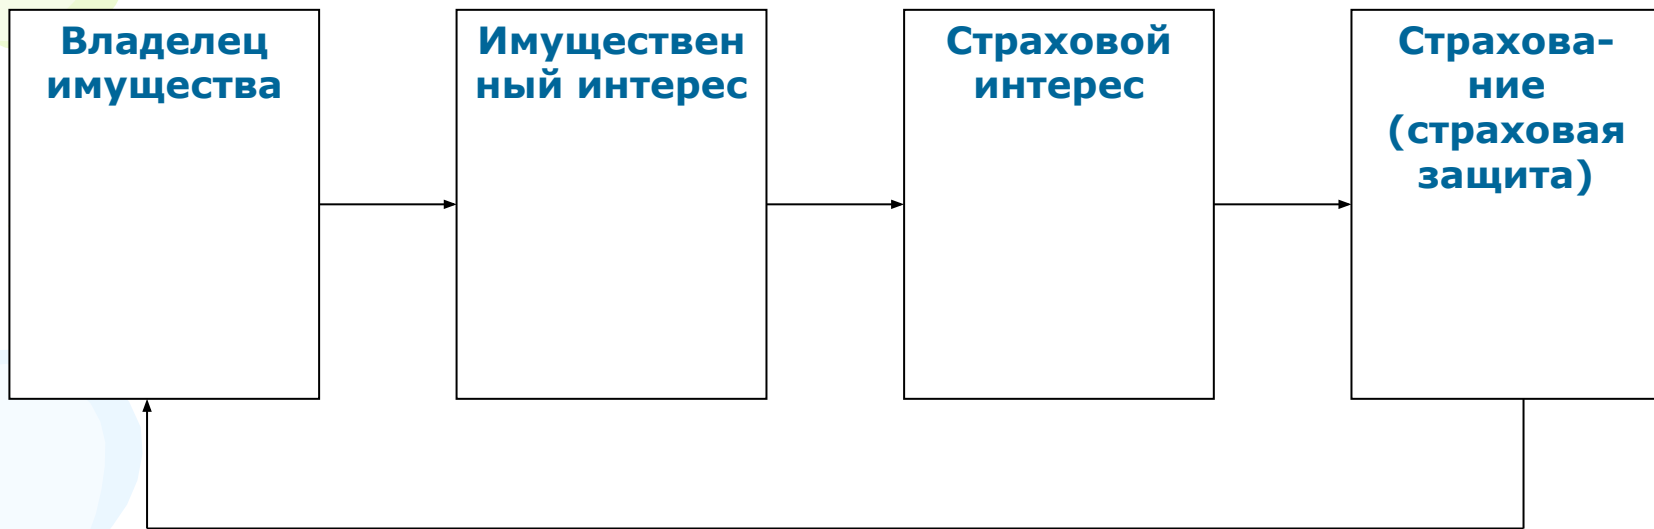 Владелец
имущества
Имуществен
ный интерес
Страховой
интерес
Страхова-
ние
(страховая
защита)